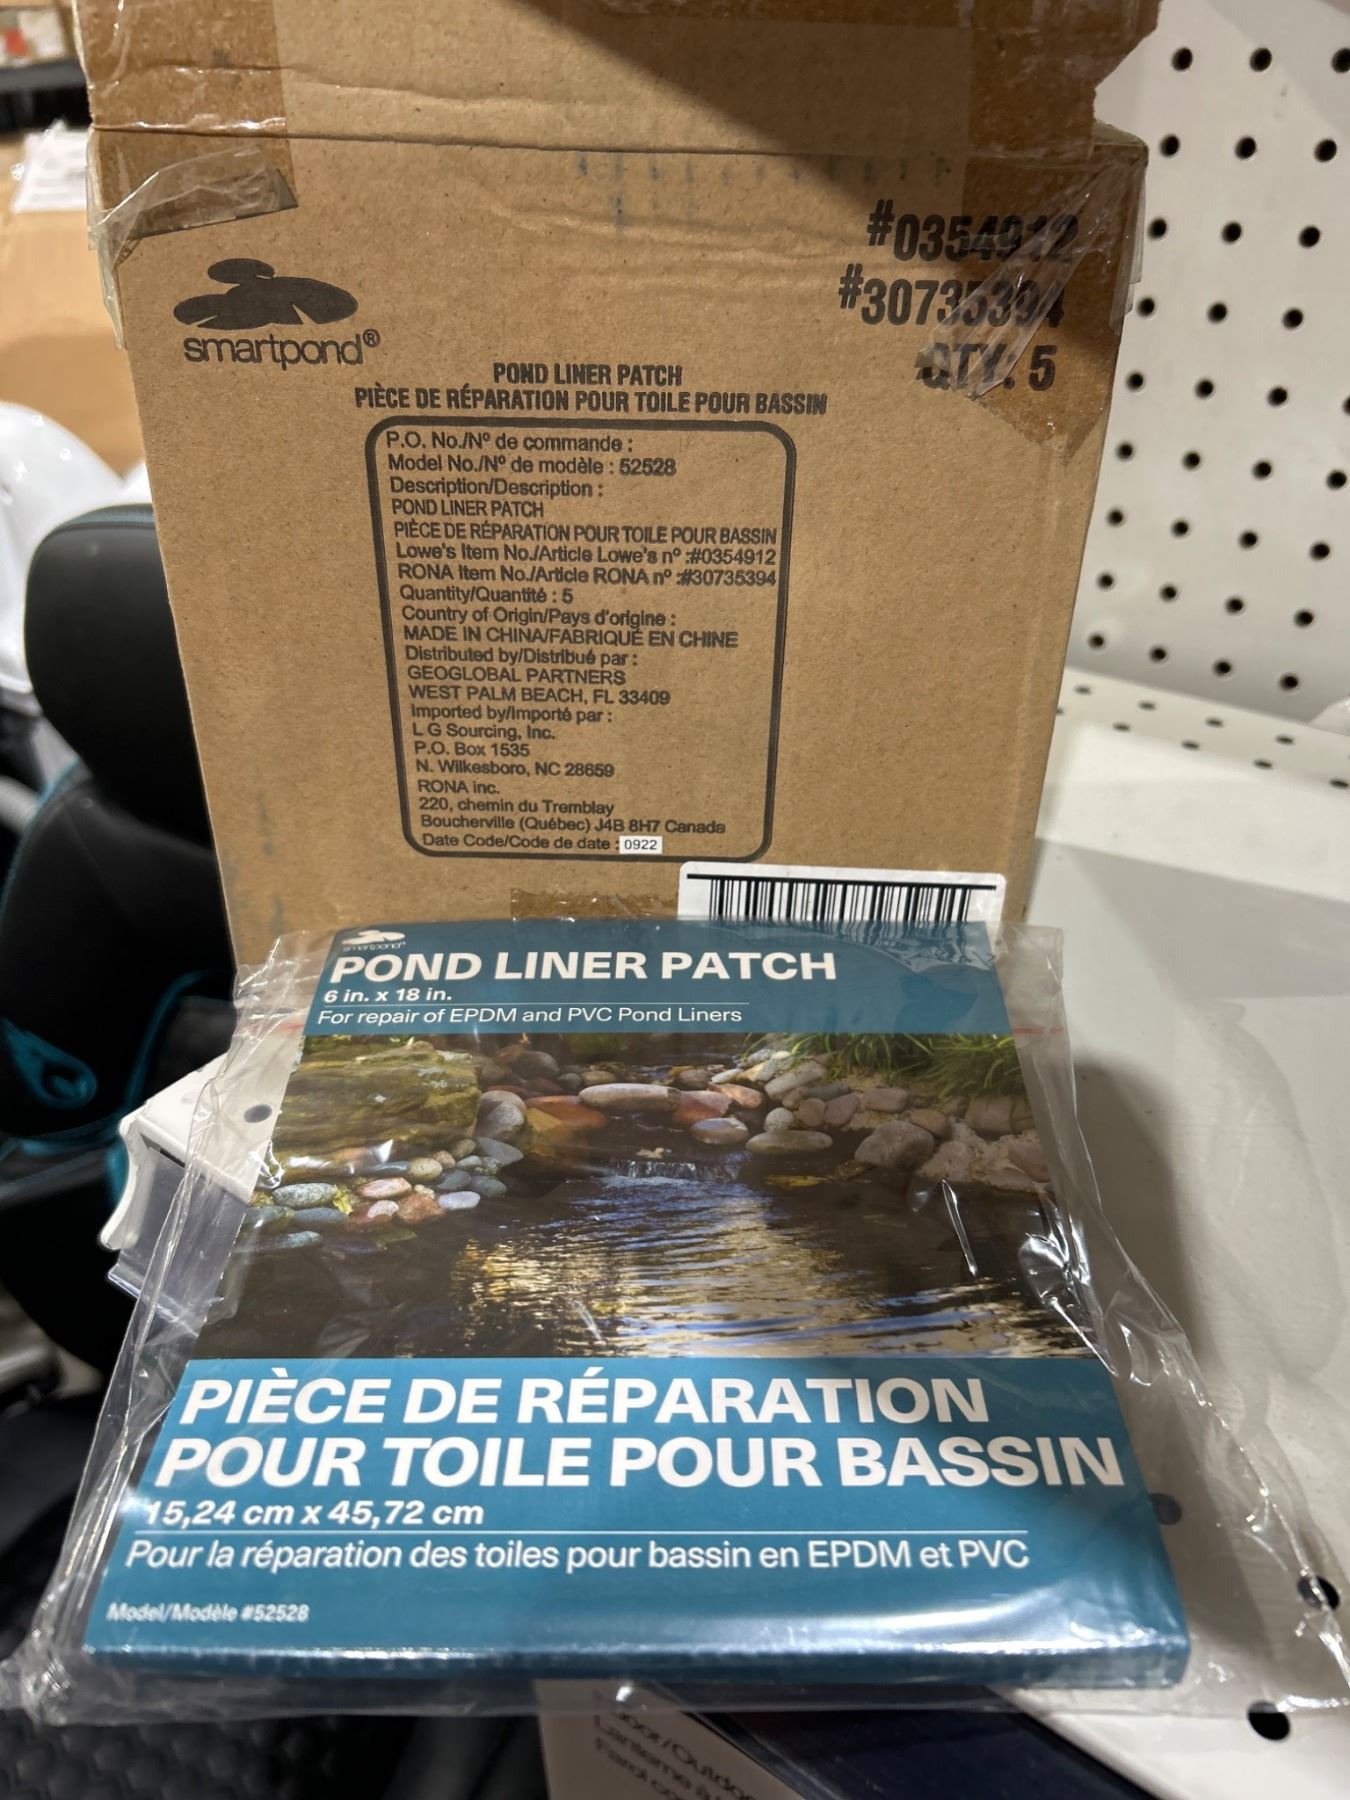 #0354912
#30735394
QTY: 5
smartpond®
POND LINER PATCH
PIÈCE DE RÉPARATION POUR TOILE POUR BASSIN
P.O. No./Nº de commande :
Model No./Nº de modèle : 52528
Description/Description :
POND LINER PATCH
PIÈCE DE RÉPARATION POUR TOILE POUR BASSIN
Lowe's Item No./Article Lowe's nº :#0354912
RONA Item No./Article RONA nº :#30735394
Quantity/Quantité : 5
Country of Origin/Pays d'origine :
MADE IN CHINA/FABRIQUÉ EN CHINE
Distributed by/Distribué par :
GEOGLOBAL PARTNERS
WEST PALM BEACH, FL 33409
Imported by/Importé par :
L G Sourcing, Inc.
P.O. Box 1535
N. Wilkesboro, NC 28659
RONA inc.
220, chemin du Tremblay
Boucherville (Québec) J4B 8H7 Canada
Date Code/Code de date : 0922
smartpond®
POND LINER PATCH
6 in. x 18 in.
For repair of EPDM and PVC Pond Liners
PIÈCE DE RÉPARATION
POUR TOILE POUR BASSIN
15,24 cm x 45,72 cm
Pour la réparation des toiles pour bassin en EPDM et PVC
Model/Modèle #52528